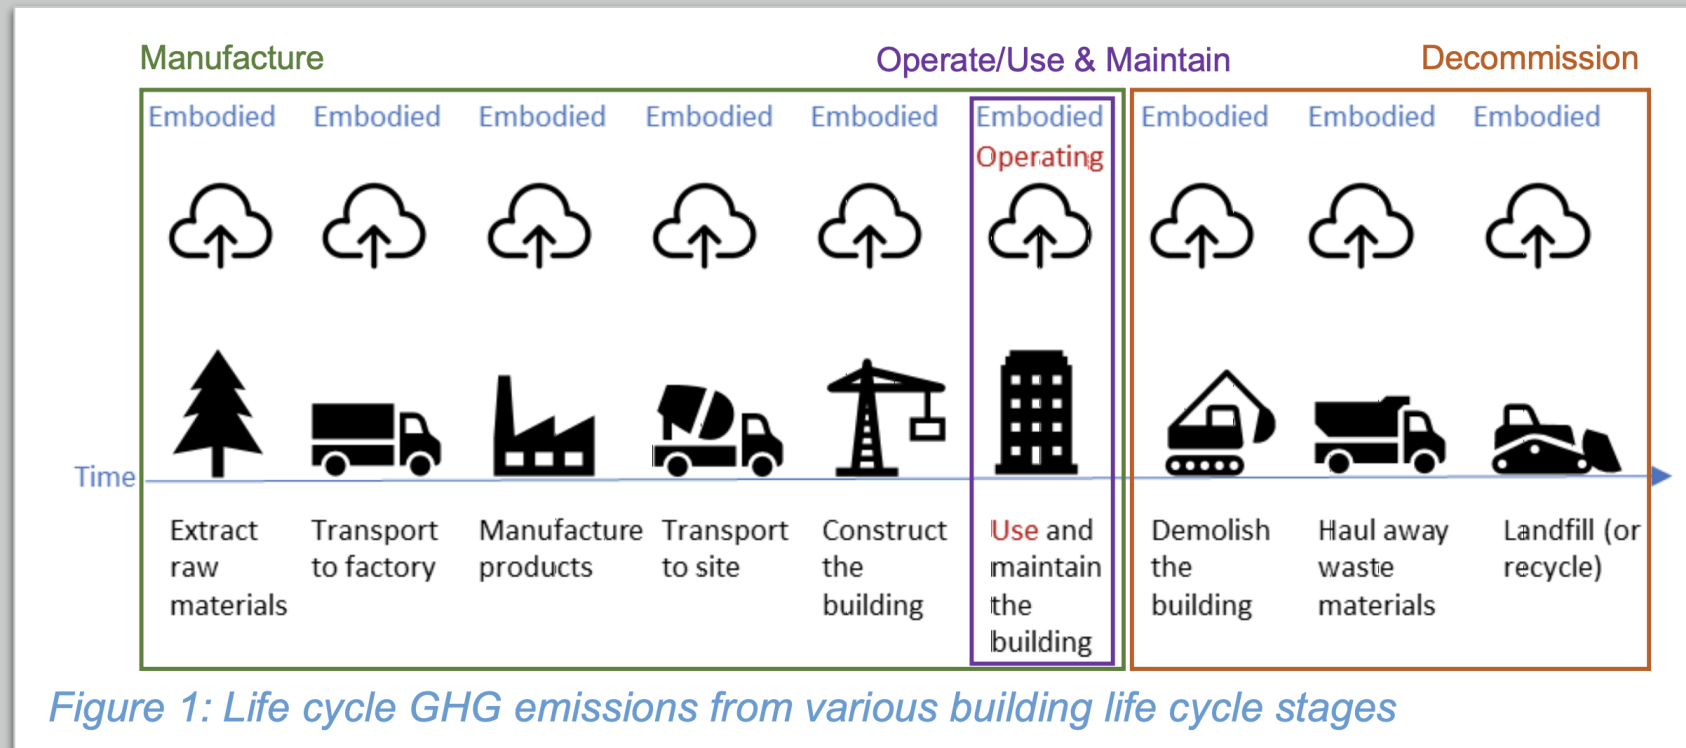 Manufacture
Operate/Use & Maintain
Decommission
Embodied Embodied Embodied Embodied Embodied Embodied Embodied Embodied Embodied
Operating
Time
Extract
raw
materials
Transport
to factory
Manufacture
products
Transport
to site
Construct
the
building
Use and
maintain
the
building
Demolish
the
building
Haul away
waste
materials
Landfill (or
recycle)
Figure 1: Life cycle GHG emissions from various building life cycle stages